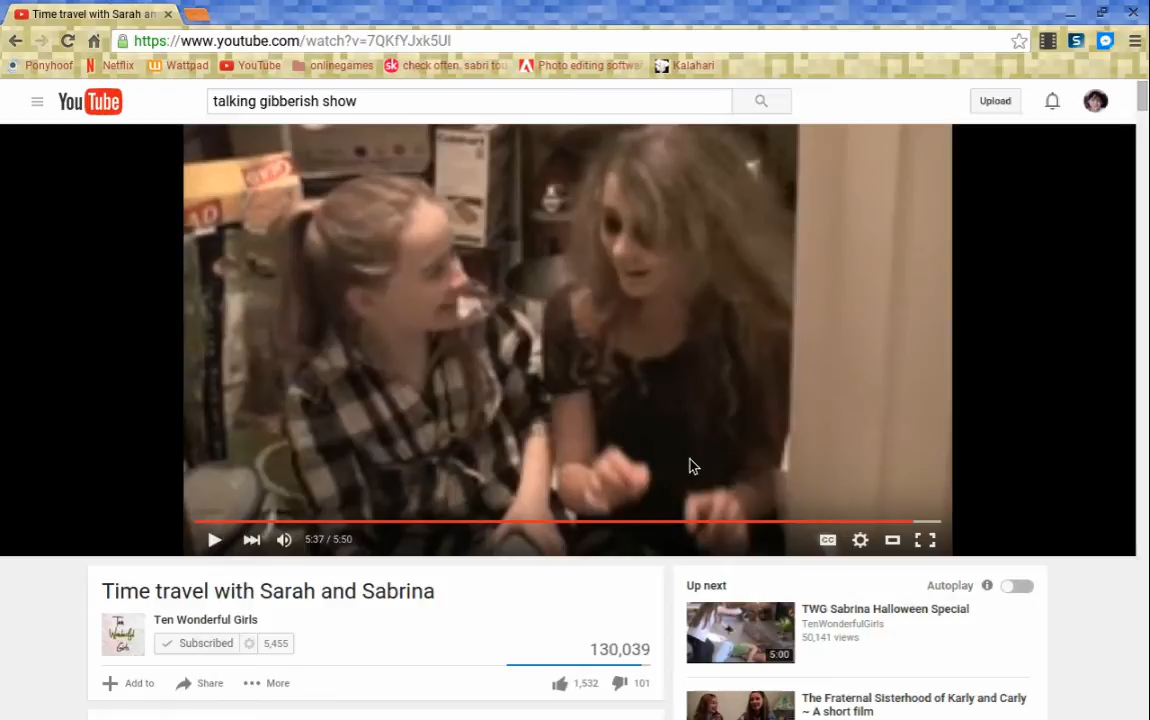 Time travel with Sarah an
https://www.youtube.com/watch?v=7QKfYJxk5UI
Ponyhoof Netflix Wattpad YouTube onlinegames check often. sabri tou Photo editing softwa Kalahari
YouTube talking gibberish show Upload
5:37 / 5:50 CC
Time travel with Sarah and Sabrina
Ten Wonderful Girls
Subscribed 5,455
130,039
Add to Share More 1,532 101
Up next Autoplay
TWG Sabrina Halloween Special
TenWonderfulGirls
50,141 views
5:00
The Fraternal Sisterhood of Karly and Carly
~ A short film